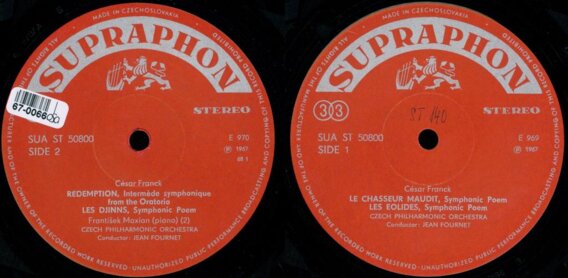 MADE IN CZECHOSLOVAKIA
SUPRAPHON
STEREO
67-0066
SUA ST 50800
SIDE 2
E 970
Ⓟ 1967
68 1
César Franck
REDEMPTION, Intermède symphonique
from the Oratorio
LES DJINNS, Symphonic Poem
František Maxian (piano) (2)
CZECH PHILHARMONIC ORCHESTRA
Conductor: JEAN FOURNET
ALL RIGHTS OF THE MANUFACTURER AND OF THE OWNER OF THE RECORDED WORK RESERVED · UNAUTHORIZED PUBLIC PERFORMANCE BROADCASTING AND COPYING OF THIS RECORD PROHIBITED
MADE IN CZECHOSLOVAKIA
SUPRAPHON
STEREO
33
ST 140
SUA ST 50800
SIDE 1
E 969
Ⓟ 1967
César Franck
LE CHASSEUR MAUDIT, Symphonic Poem
LES EOLIDES, Symphonic Poem
CZECH PHILHARMONIC ORCHESTRA
Conductor: JEAN FOURNET
ALL RIGHTS OF THE MANUFACTURER AND OF THE OWNER OF THE RECORDED WORK RESERVED · UNAUTHORIZED PUBLIC PERFORMANCE BROADCASTING AND COPYING OF THIS RECORD PROHIBITED